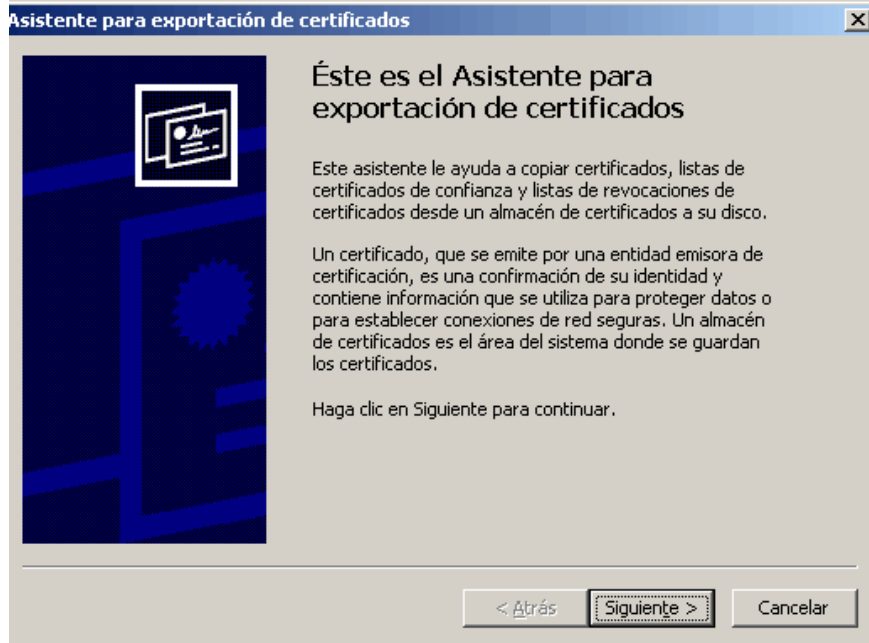 Asistente para exportación de certificados
Éste es el Asistente para
exportación de certificados
Este asistente le ayuda a copiar certificados, listas de
certificados de confianza y listas de revocaciones de
certificados desde un almacén de certificados a su disco.
Un certificado, que se emite por una entidad emisora de
certificación, es una confirmación de su identidad y
contiene información que se utiliza para proteger datos o
para establecer conexiones de red seguras. Un almacén
de certificados es el área del sistema donde se guardan
los certificados.
Haga clic en Siguiente para continuar.
< Atrás Siguiente > Cancelar